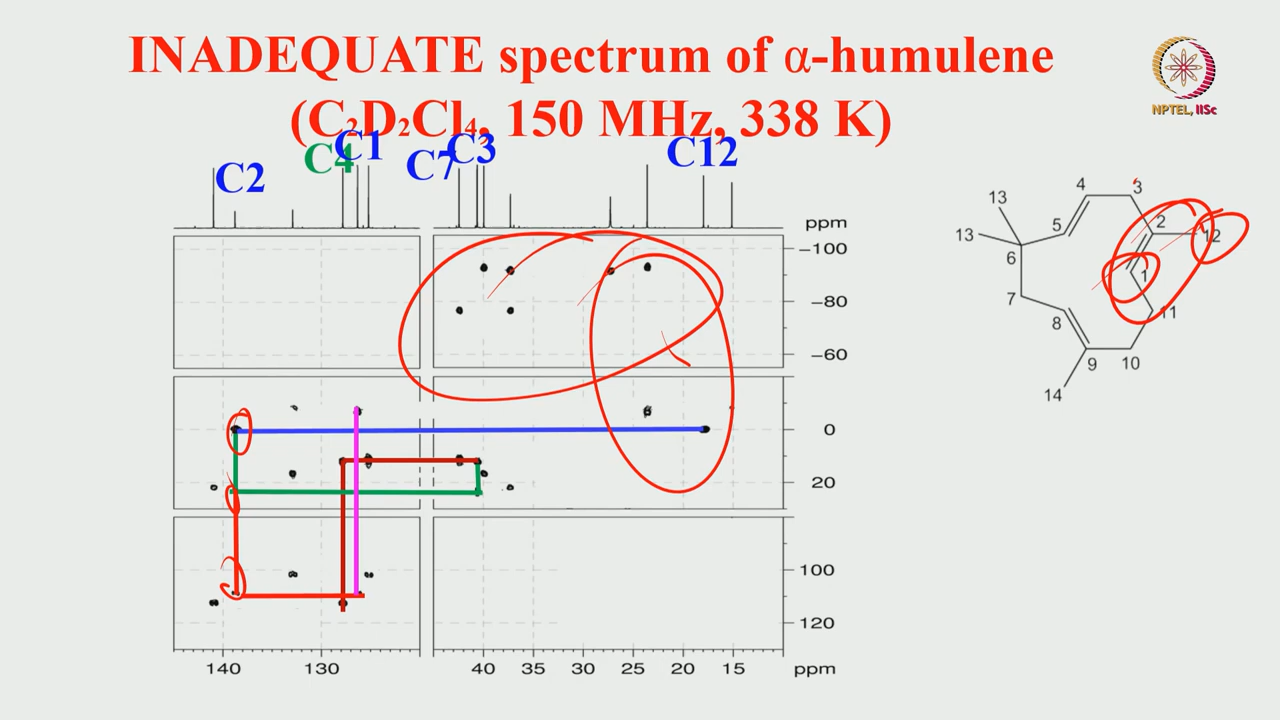 INADEQUATE spectrum of α-humulene
(C₂D₂Cl₄, 150 MHz, 338 K)
NPTEL, IISc
C2
C4
C1
C7
C3
C12
ppm
−100
−80
−60
0
20
100
120
140
130
40
35
30
25
20
15
ppm
13
4
3
13
5
2
12
6
1
7
8
11
9
10
14